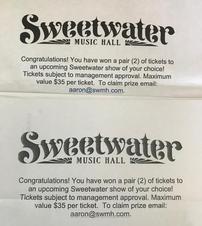 Sweetwater
MUSIC HALL
Congratulations! You have won a pair (2) of tickets to
an upcoming Sweetwater show of your choice!
Tickets subject to management approval. Maximum
value $35 per ticket. To claim prize email:
aaron@swmh.com
Sweetwater
MUSIC HALL
Congratulations! You have won a pair (2) of tickets to
an upcoming Sweetwater show of your choice!
Tickets subject to management approval. Maximum
value $35 per ticket. To claim prize email:
aaron@swmh.com